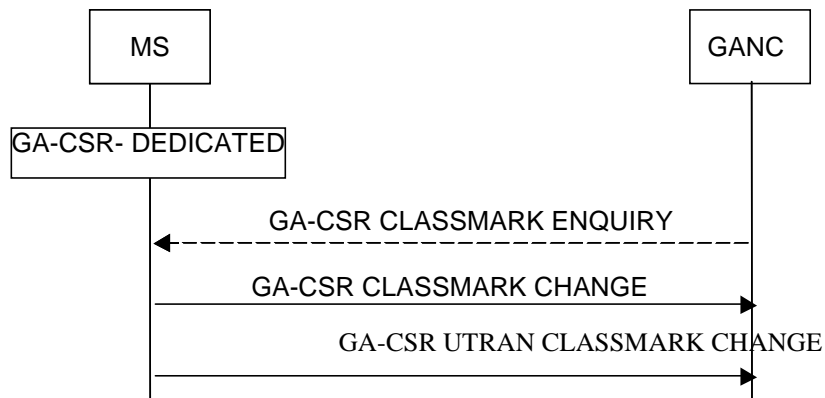 MS
GANC
GA-CSR- DEDICATED
GA-CSR CLASSMARK ENQUIRY
GA-CSR CLASSMARK CHANGE
GA-CSR UTRAN CLASSMARK CHANGE